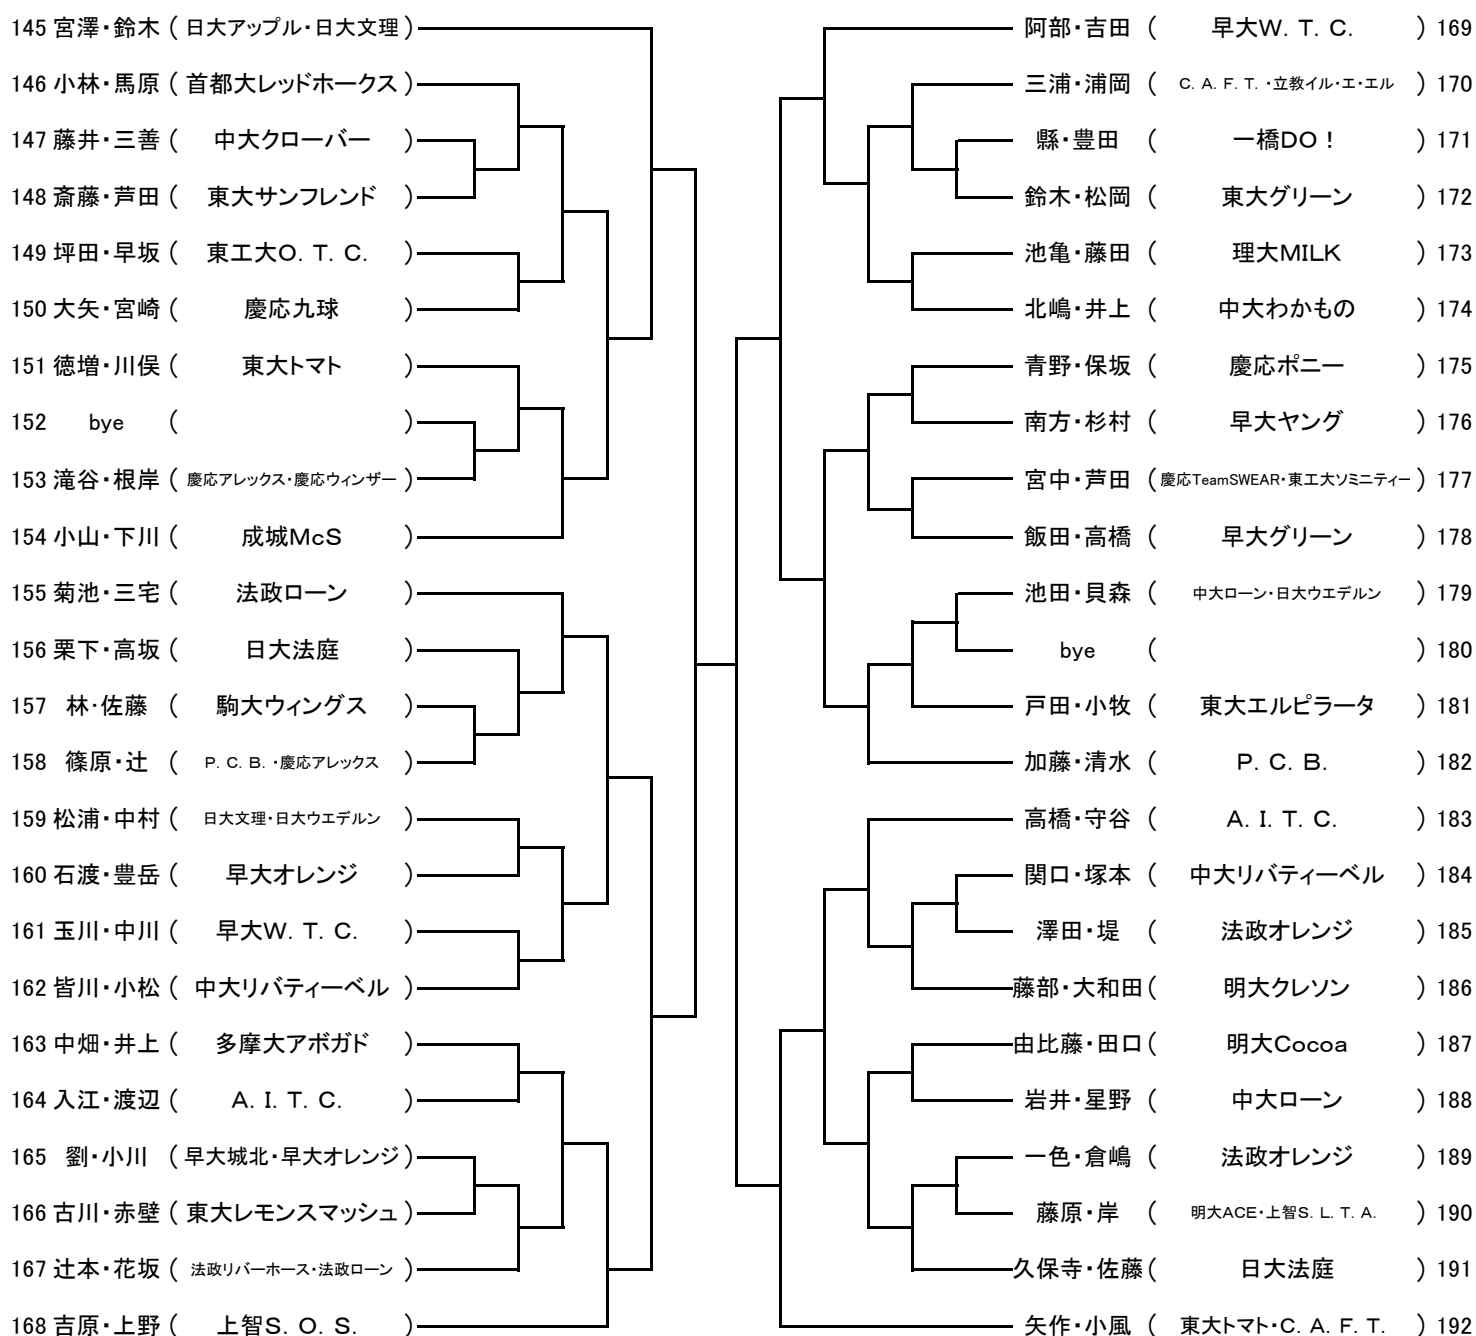 145 宮澤・鈴木 ( 日大アップル・日大文理 )
146 小林・馬原 ( 首都大レッドホークス )
147 藤井・三善 ( 中大クローバー )
148 斎藤・芦田 ( 東大サンフレンド )
149 坪田・早坂 ( 東工大O. T. C. )
150 大矢・宮崎 ( 慶応九球 )
151 徳増・川俣 ( 東大トマト )
152 bye ( )
153 滝谷・根岸 ( 慶応アレックス・慶応ウィンザー )
154 小山・下川 ( 成城McS )
155 菊池・三宅 ( 法政ローン )
156 栗下・高坂 ( 日大法庭 )
157 林・佐藤 ( 駒大ウィングス )
158 篠原・辻 ( P. C. B. ・慶応アレックス )
159 松浦・中村 ( 日大文理・日大ウエデルン )
160 石渡・豊岳 ( 早大オレンジ )
161 玉川・中川 ( 早大W. T. C. )
162 皆川・小松 ( 中大リバティーベル )
163 中畑・井上 ( 多摩大アボガド )
164 入江・渡辺 ( A. I. T. C. )
165 劉・小川 ( 早大城北・早大オレンジ )
166 古川・赤壁 ( 東大レモンスマッシュ )
167 辻本・花坂 ( 法政リバーホース・法政ローン )
168 吉原・上野 ( 上智S. O. S. )
阿部・吉田 ( 早大W. T. C. ) 169
三浦・浦岡 ( C. A. F. T. ・立教イル・エ・エル ) 170
縣・豊田 ( 一橋DO！ ) 171
鈴木・松岡 ( 東大グリーン ) 172
池亀・藤田 ( 理大MILK ) 173
北嶋・井上 ( 中大わかもの ) 174
青野・保坂 ( 慶応ポニー ) 175
南方・杉村 ( 早大ヤング ) 176
宮中・芦田 ( 慶応TeamSWEAR・東工大ソミニティー ) 177
飯田・高橋 ( 早大グリーン ) 178
池田・貝森 ( 中大ローン・日大ウエデルン ) 179
bye ( ) 180
戸田・小牧 ( 東大エルピラータ ) 181
加藤・清水 ( P. C. B. ) 182
高橋・守谷 ( A. I. T. C. ) 183
関口・塚本 ( 中大リバティーベル ) 184
澤田・堤 ( 法政オレンジ ) 185
藤部・大和田 ( 明大クレソン ) 186
由比藤・田口 ( 明大Cocoa ) 187
岩井・星野 ( 中大ローン ) 188
一色・倉嶋 ( 法政オレンジ ) 189
藤原・岸 ( 明大ACE・上智S. L. T. A. ) 190
久保寺・佐藤 ( 日大法庭 ) 191
矢作・小風 ( 東大トマト・C. A. F. T. ) 192